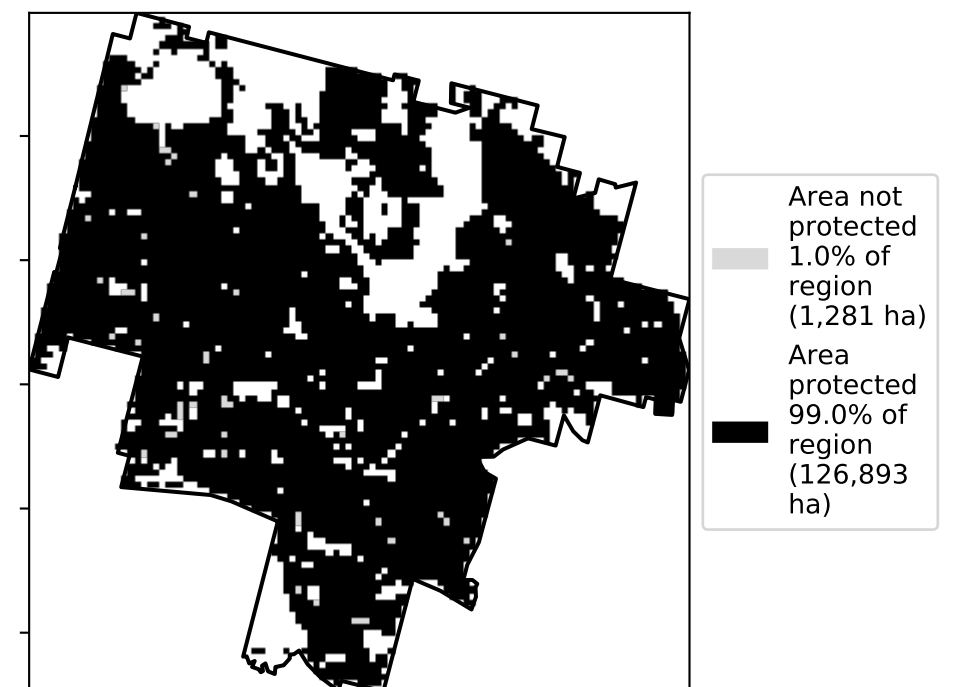 Area not
protected
1.0% of
region
(1,281 ha)
Area
protected
99.0% of
region
(126,893
ha)